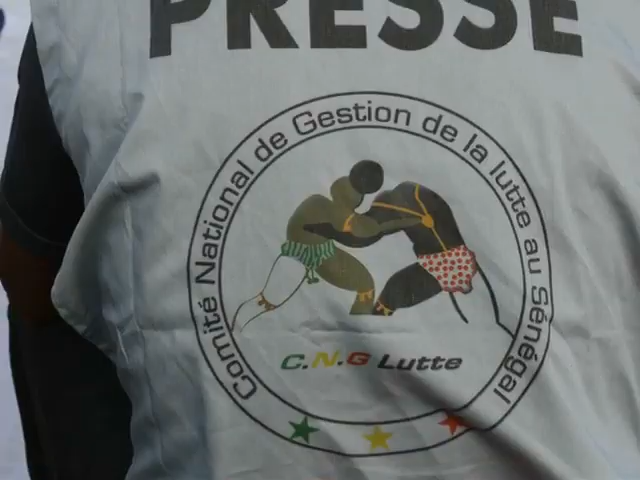 PRESSE
Comité National de Gestion de la lutte au Sénégal
C.N.G Lutte